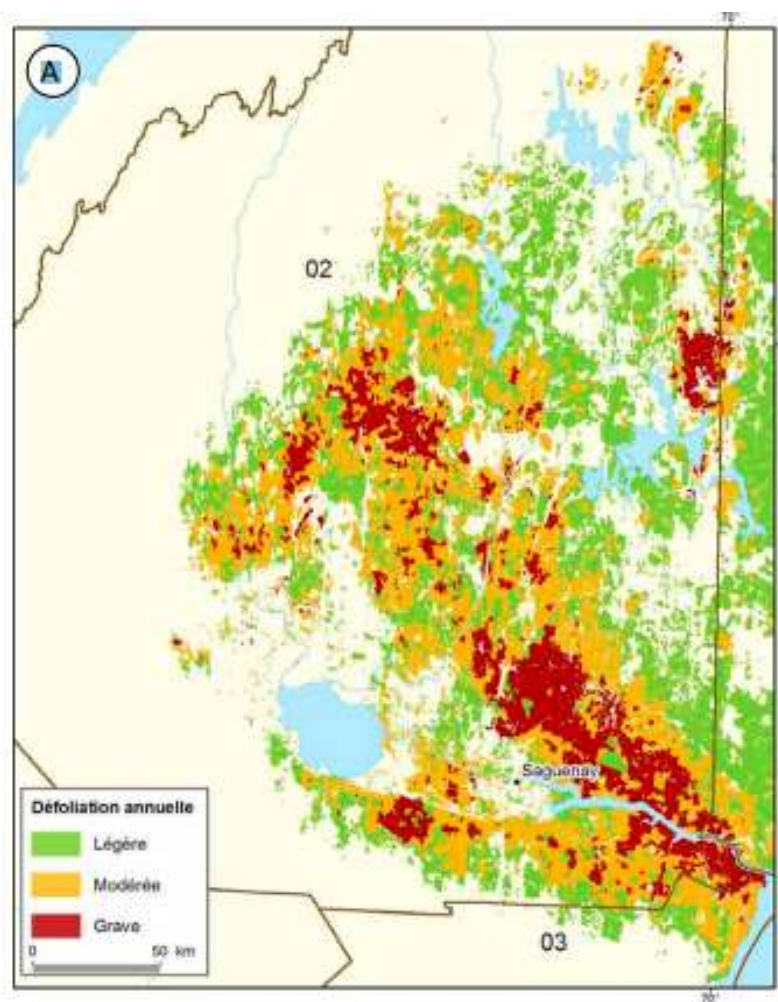 70°
A
02
Saguenay
Défoliation annuelle
Légère
Modérée
Grave
0 50 km
03
70°